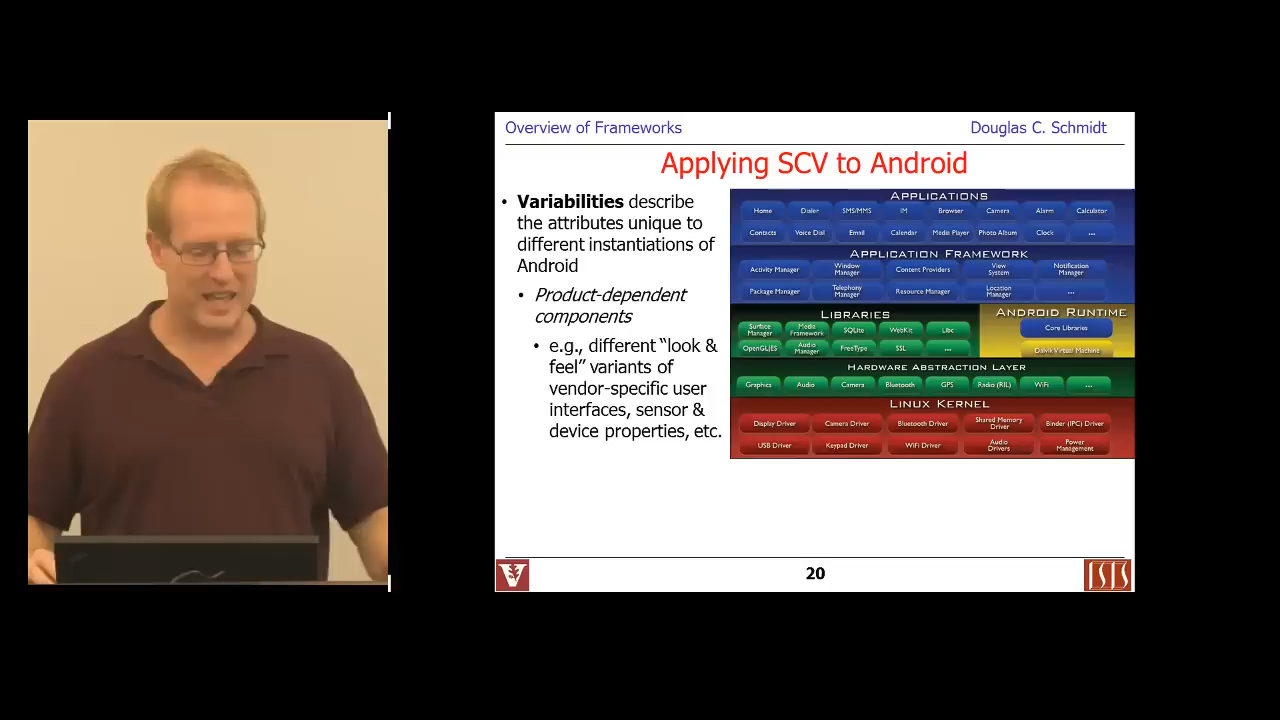 Overview of Frameworks
Douglas C. Schmidt
Applying SCV to Android
• Variabilities describe
the attributes unique to
different instantiations of
Android
• Product-dependent
components
• e.g., different “look &
feel” variants of
vendor-specific user
interfaces, sensor &
device properties, etc.
APPLICATIONS
Home Dialer SMS/MMS IM Browser Camera Alarm Calculator
Contacts Voice Dial Email Calendar Media Player Photo Album Clock ...
APPLICATION FRAMEWORK
Activity Manager Window Manager Content Providers View System Notification Manager
Package Manager Telephony Manager Resource Manager Location Manager ...
LIBRARIES
Surface Manager Media Framework SQLite WebKit Libc
OpenGL|ES Audio Manager FreeType SSL ...
ANDROID RUNTIME
Core Libraries
Dalvik Virtual Machine
HARDWARE ABSTRACTION LAYER
Graphics Audio Camera Bluetooth GPS Radio (RIL) WiFi ...
LINUX KERNEL
Display Driver Camera Driver Bluetooth Driver Shared Memory Driver Binder (IPC) Driver
USB Driver Keypad Driver WiFi Driver Audio Drivers Power Management
V
20
ISIS